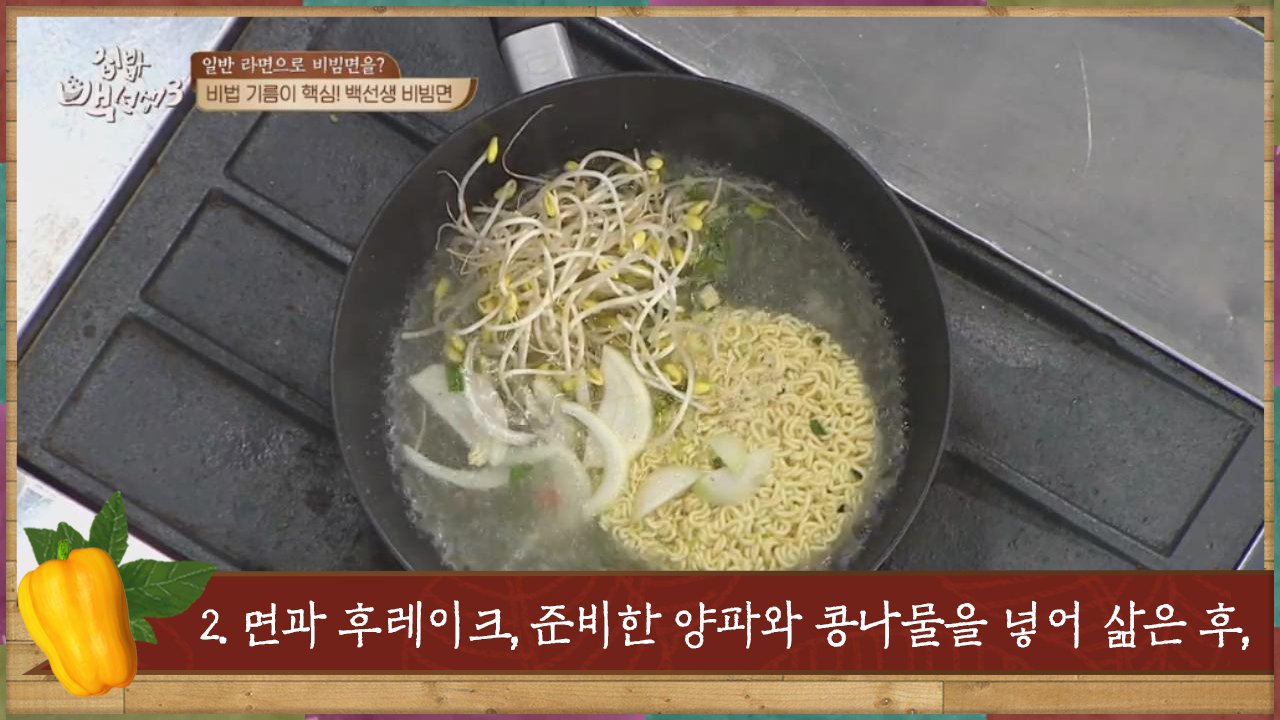 집밥
백선생3
일반 라면으로 비빔면을?
비법 기름이 핵심! 백선생 비빔면
2. 면과 후레이크, 준비한 양파와 콩나물을 넣어 삶은 후,